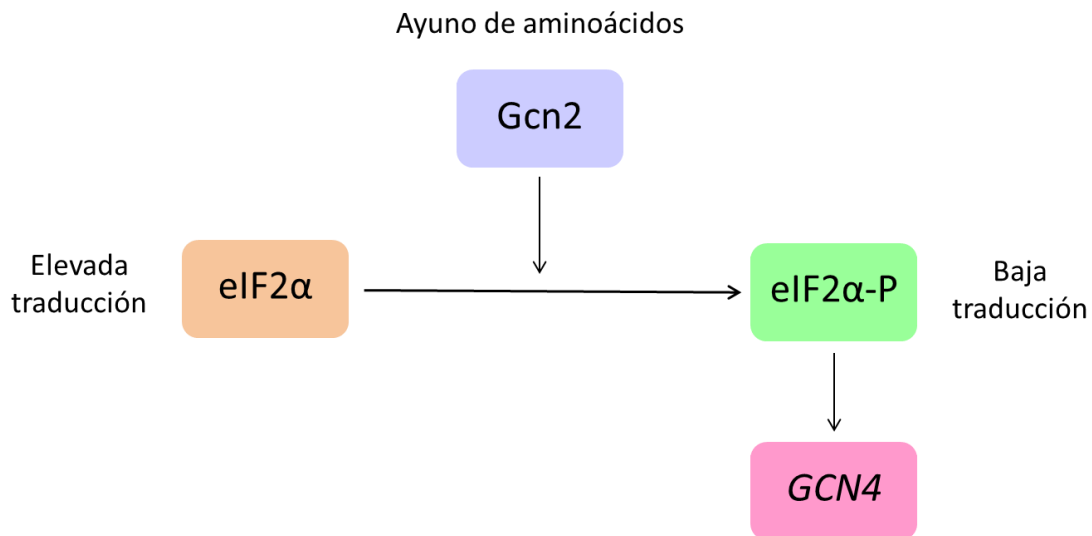 Ayuno de aminoácidos
Gcn2
Elevada
traducción
eIF2α
eIF2α-P
Baja
traducción
GCN4